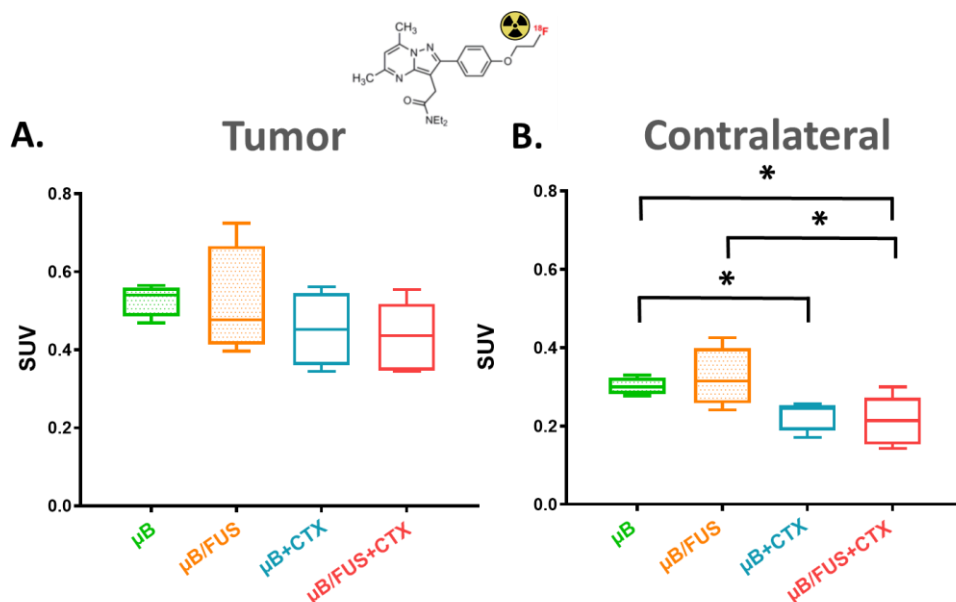 18F
CH3
N
N
N
H3C
O
O
NEt2
A.
Tumor
B.
Contralateral
SUV
0.8
0.6
0.4
0.2
0.0
µB
µB/FUS
µB+CTX
µB/FUS+CTX
SUV
0.8
0.6
0.4
0.2
0.0
*
*
*
µB
µB/FUS
µB+CTX
µB/FUS+CTX